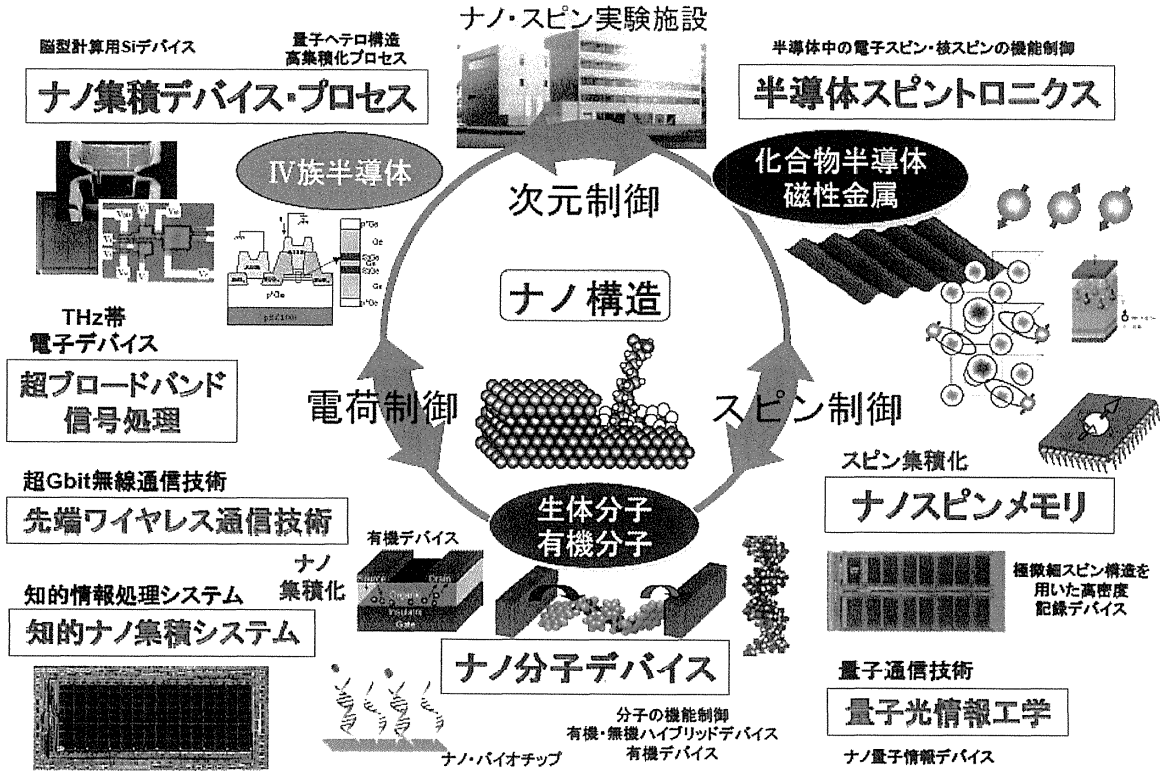 ナノ・スピン実験施設
脳型計算用Siデバイス
量子ヘテロ構造
高集積化プロセス
ナノ集積デバイス・プロセス
半導体中の電子スピン・核スピンの機能制御
半導体スピントロニクス
Ⅳ族半導体
化合物半導体
磁性金属
次元制御
ナノ構造
THz帯
電子デバイス
超ブロードバンド
信号処理
電荷制御
スピン制御
超Gbit無線通信技術
先端ワイヤレス通信技術
スピン集積化
ナノスピンメモリ
極微細スピン構造を
用いた高密度
記録デバイス
生体分子
有機分子
有機デバイス
ナノ
集積化
Source
Drain
Insulator
Gate
知的情報処理システム
知的ナノ集積システム
ナノ分子デバイス
分子の機能制御
有機・無機ハイブリッドデバイス
有機デバイス
ナノ・バイオチップ
量子通信技術
量子光情報工学
ナノ量子情報デバイス